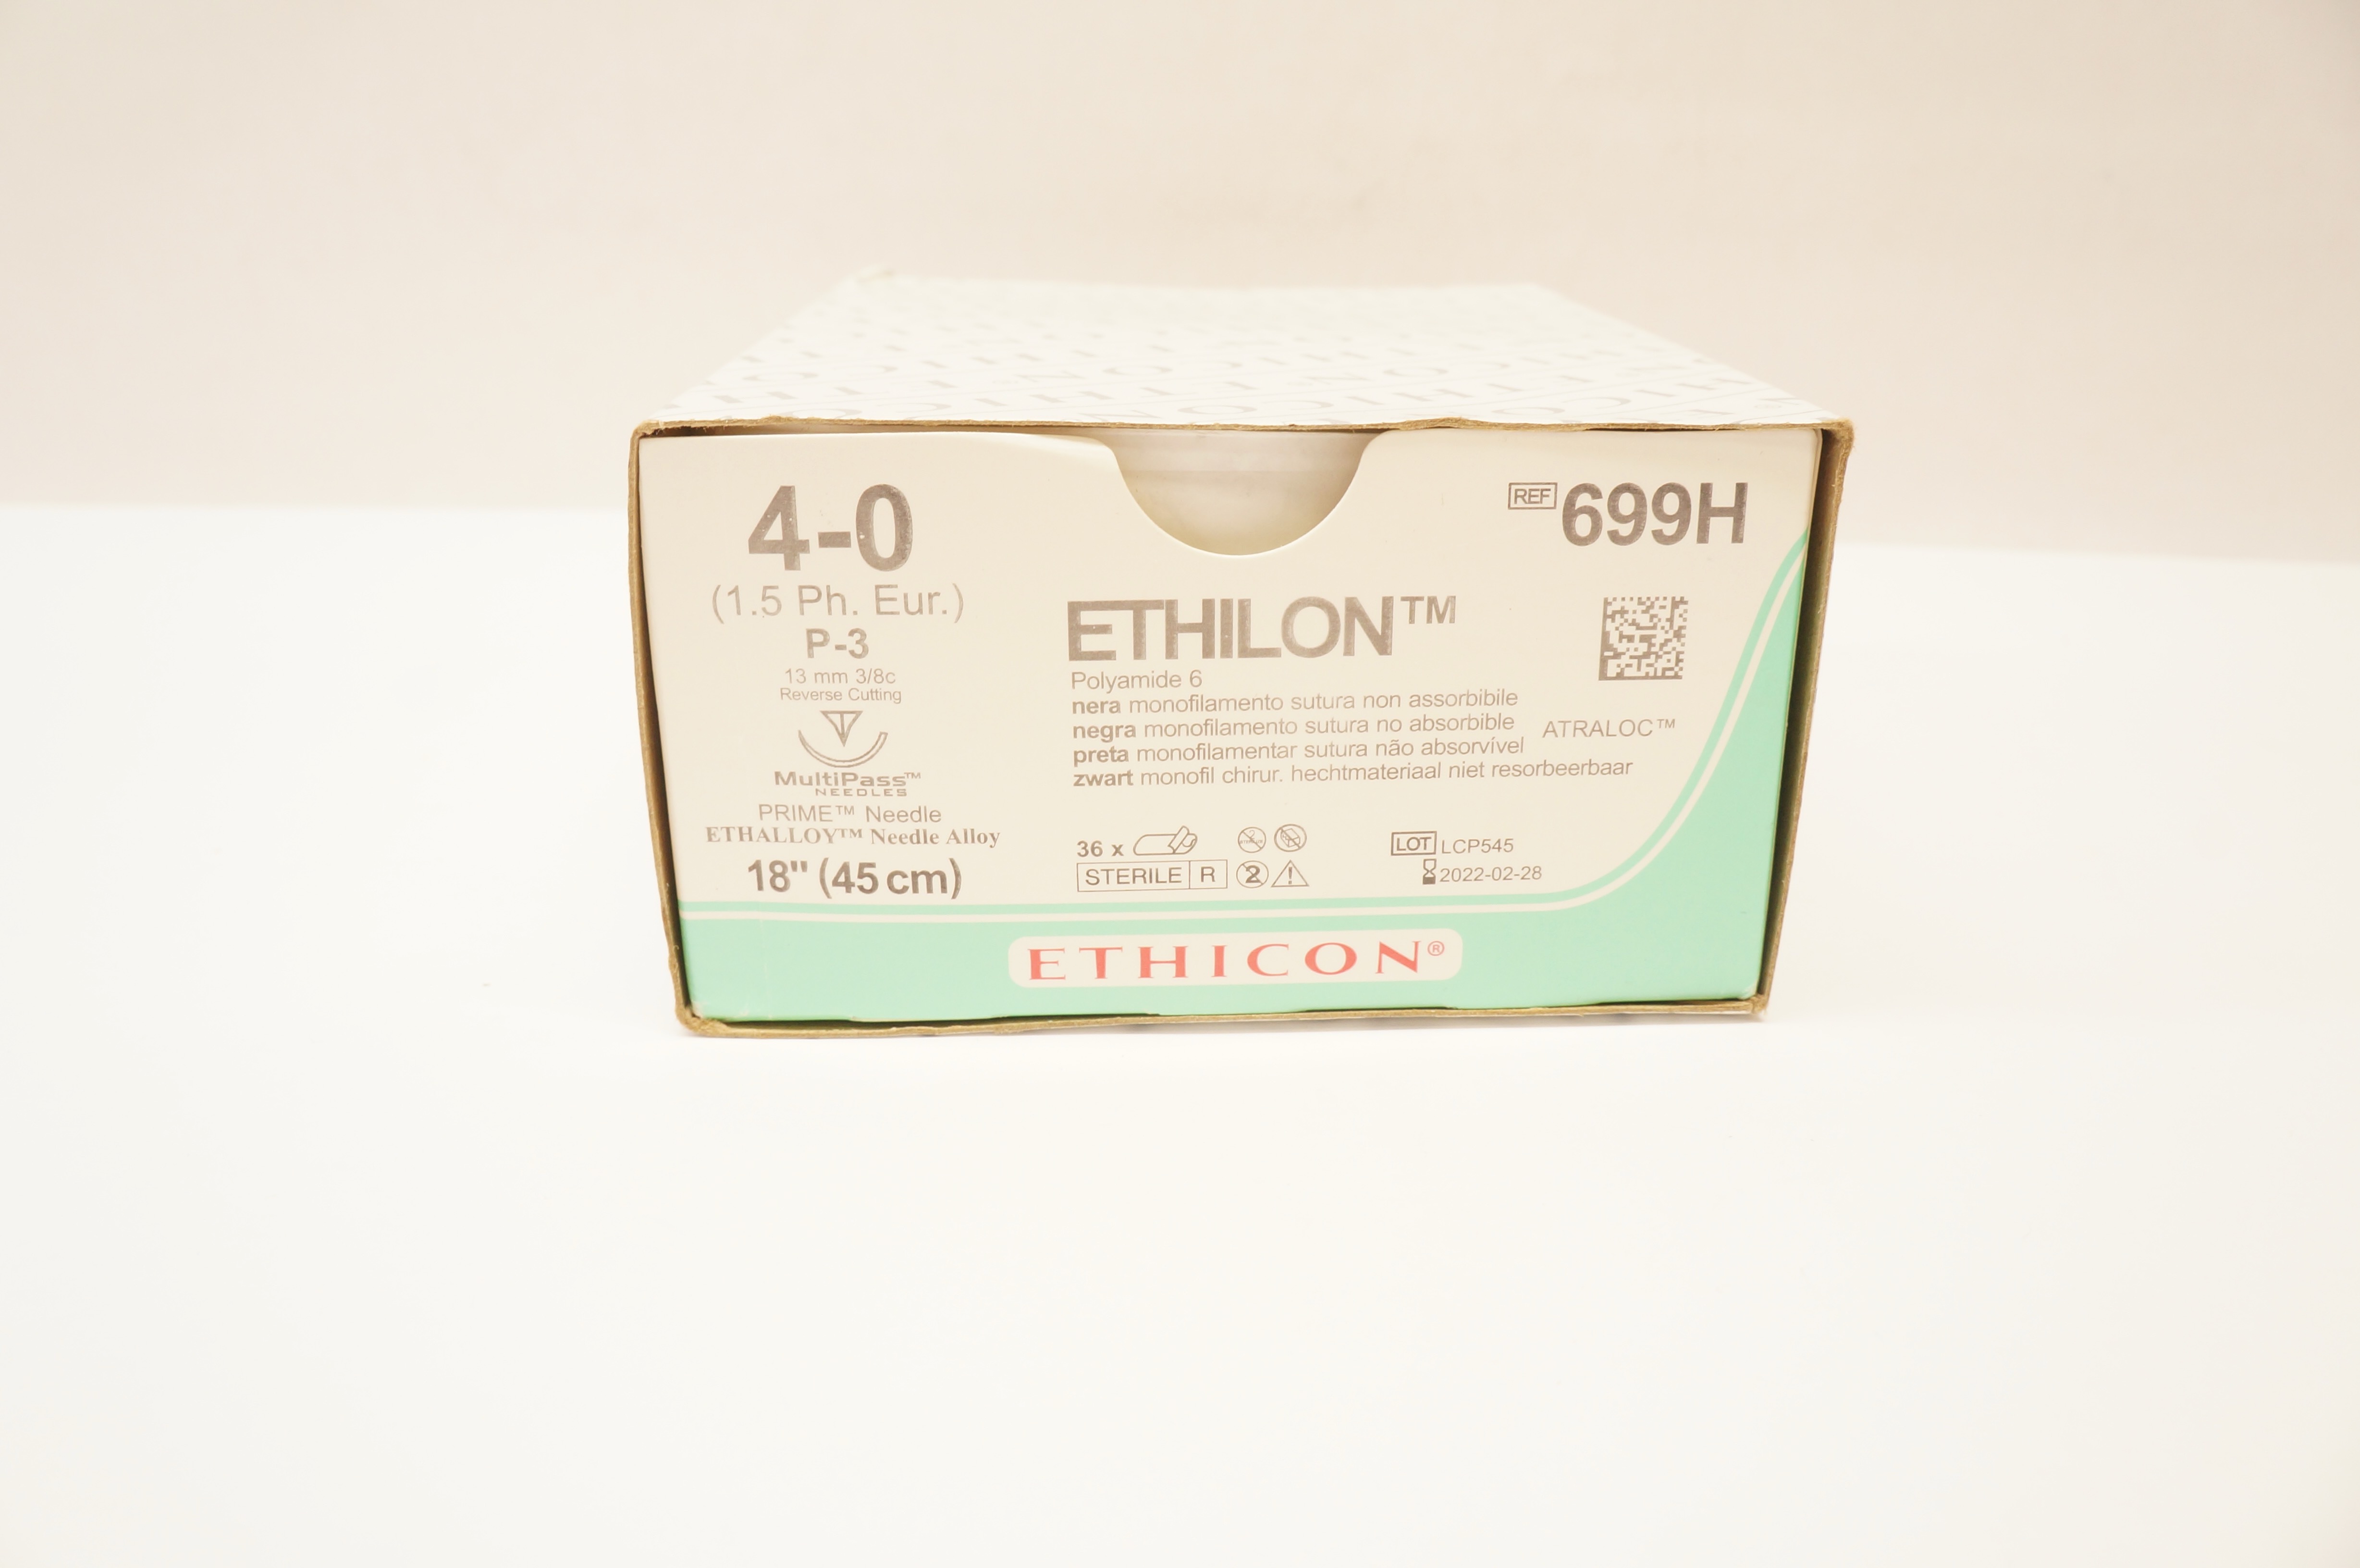 4-0
(1.5 Ph. Eur.)
P-3
13 mm 3/8c
Reverse Cutting
MultiPass™
NEEDLES
PRIME™ Needle
ETHALLOY™ Needle Alloy
18" (45 cm)
REF 699H
ETHILON™
Polyamide 6
nera monofilamento sutura non assorbibile
negra monofilamento sutura no absorbible
preta monofilamentar sutura não absorvível
zwart monofil chirur. hechtmateriaal niet resorbeerbaar
ATRALOC™
36 x
STERILE R
2
LOT LCP545
2022-02-28
ETHICON®